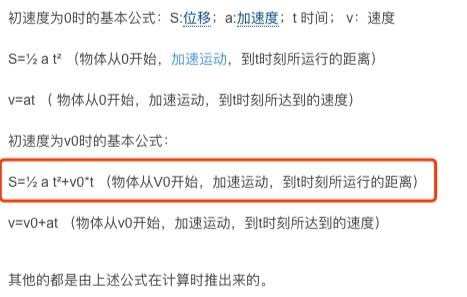 初速度为0时的基本公式：S:位移；a:加速度；t 时间； v：速度
S=½ a t² （物体从0开始，加速运动，到t时刻所运行的距离）
v=at （ 物体从0开始，加速运动，到t时刻所达到的速度）
初速度为v0时的基本公式：
S=½ a t²+v0*t （物体从V0开始，加速运动，到t时刻所运行的距离）
v=v0+at （物体从v0开始，加速运动，到t时刻所达到的速度）
其他的都是由上述公式在计算时推出来的。